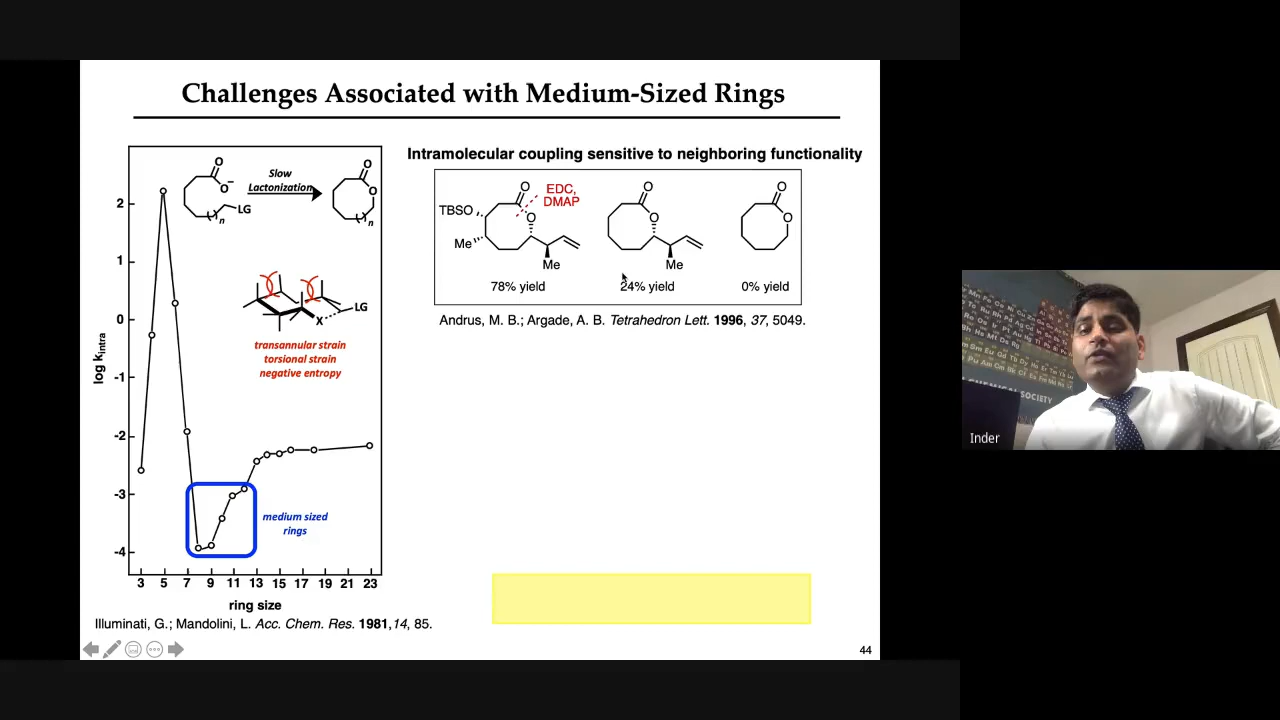 Challenges Associated with Medium-Sized Rings
2
1
0
-1
-2
-3
-4
log kintra
O
O–
LG
n
Slow
Lactonization
O
O
n
LG
X
transannular strain
torsional strain
negative entropy
medium sized
rings
3 5 7 9 11 13 15 17 19 21 23
ring size
Illuminati, G.; Mandolini, L. Acc. Chem. Res. 1981, 14, 85.
Intramolecular coupling sensitive to neighboring functionality
TBSO
O
O
EDC,
DMAP
Me
Me
78% yield
O
O
Me
24% yield
O
O
0% yield
Andrus, M. B.; Argade, A. B. Tetrahedron Lett. 1996, 37, 5049.
44
CHEMICAL SOCIETY
Inder